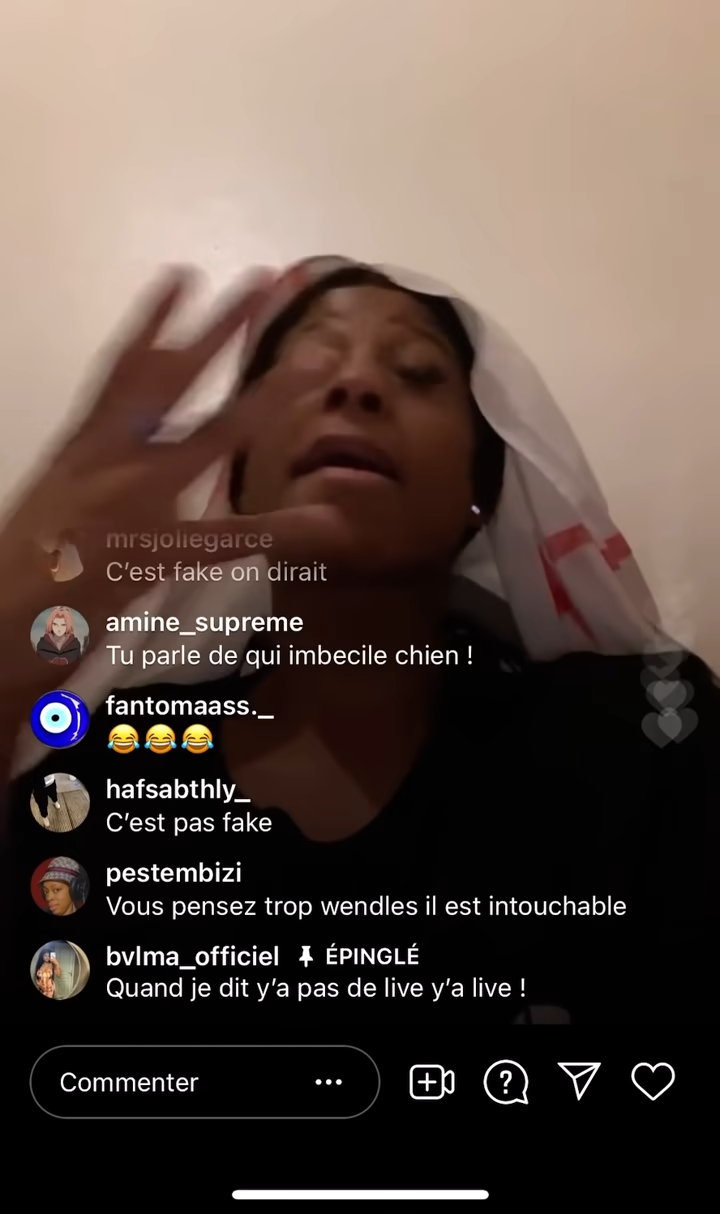 mrsjoliegarce
C’est fake on dirait
amine_supreme
Tu parle de qui imbecile chien !
fantomaass._
😂😂😂
hafsabthly_
C’est pas fake
pestembizi
Vous pensez trop wendles il est intouchable
bvlma_officiel 📌 ÉPINGLÉ
Quand je dit y’a pas de live y’a live !
Commenter